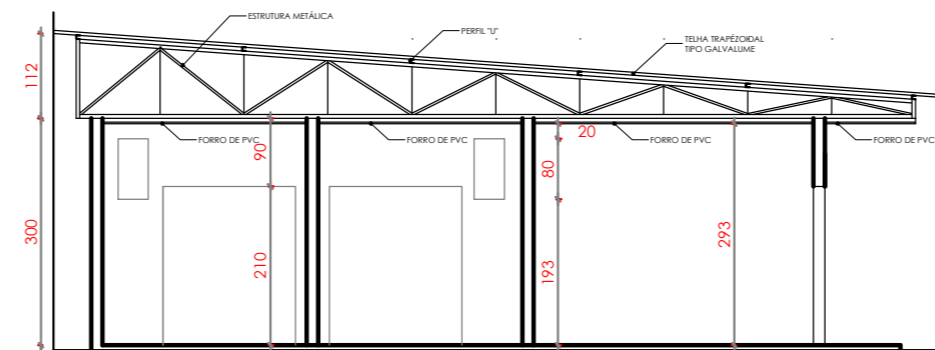 ESTRUTURA METÁLICA
PERFIL "U"
TELHA TRAPÉZOIDAL
TIPO GALVALUME
112
FORRO DE PVC
FORRO DE PVC
20
FORRO DE PVC
FORRO DE PVC
90
80
300
210
193
293